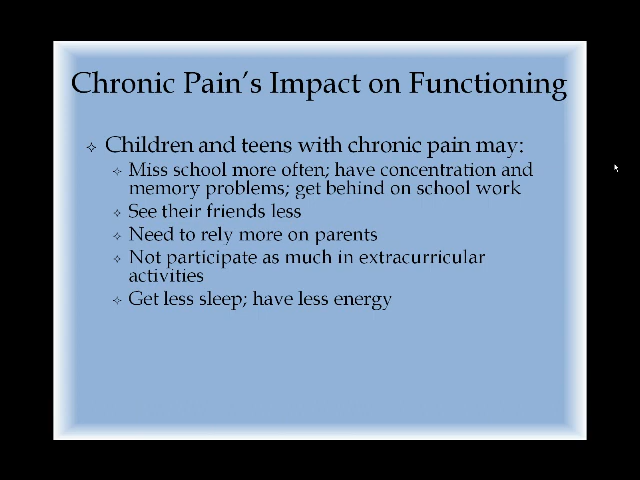 Chronic Pain's Impact on Functioning
Children and teens with chronic pain may:
Miss school more often; have concentration and
memory problems; get behind on school work
See their friends less
Need to rely more on parents
Not participate as much in extracurricular
activities
Get less sleep; have less energy